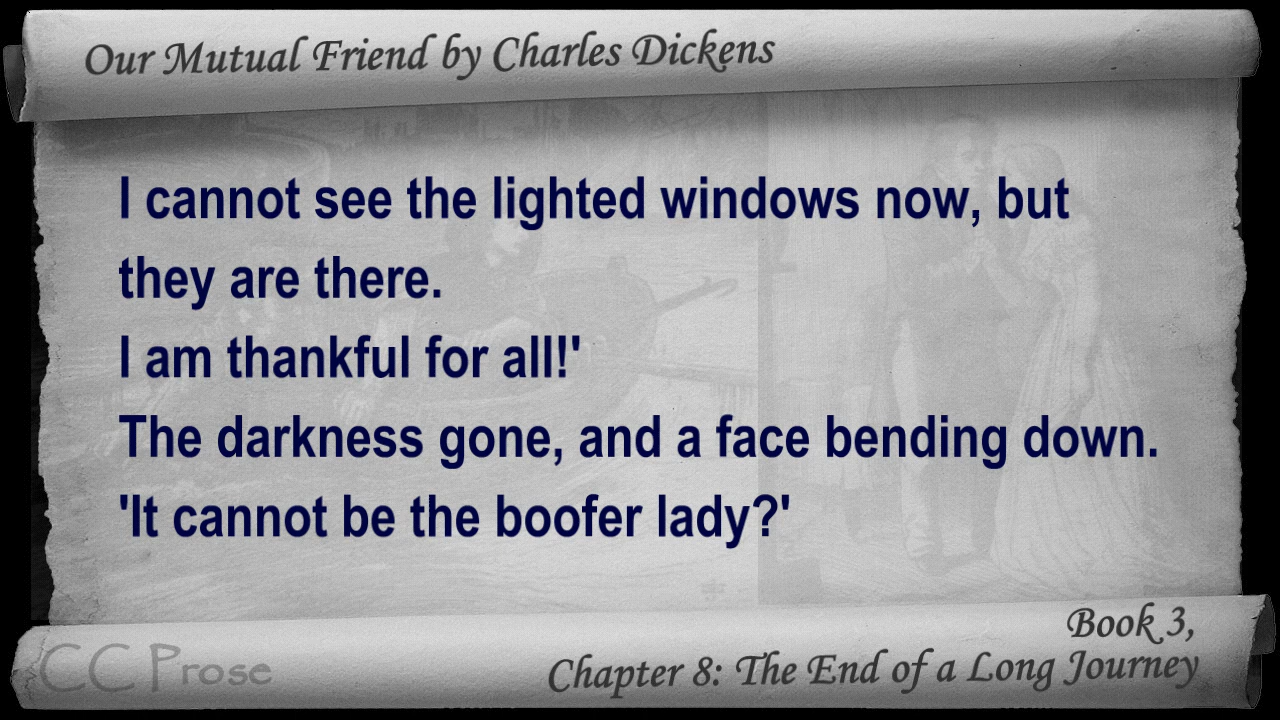 Our Mutual Friend by Charles Dickens
I cannot see the lighted windows now, but
they are there.
I am thankful for all!'
The darkness gone, and a face bending down.
'It cannot be the boofer lady?'
Book 3,
CC Prose
Chapter 8: The End of a Long Journey